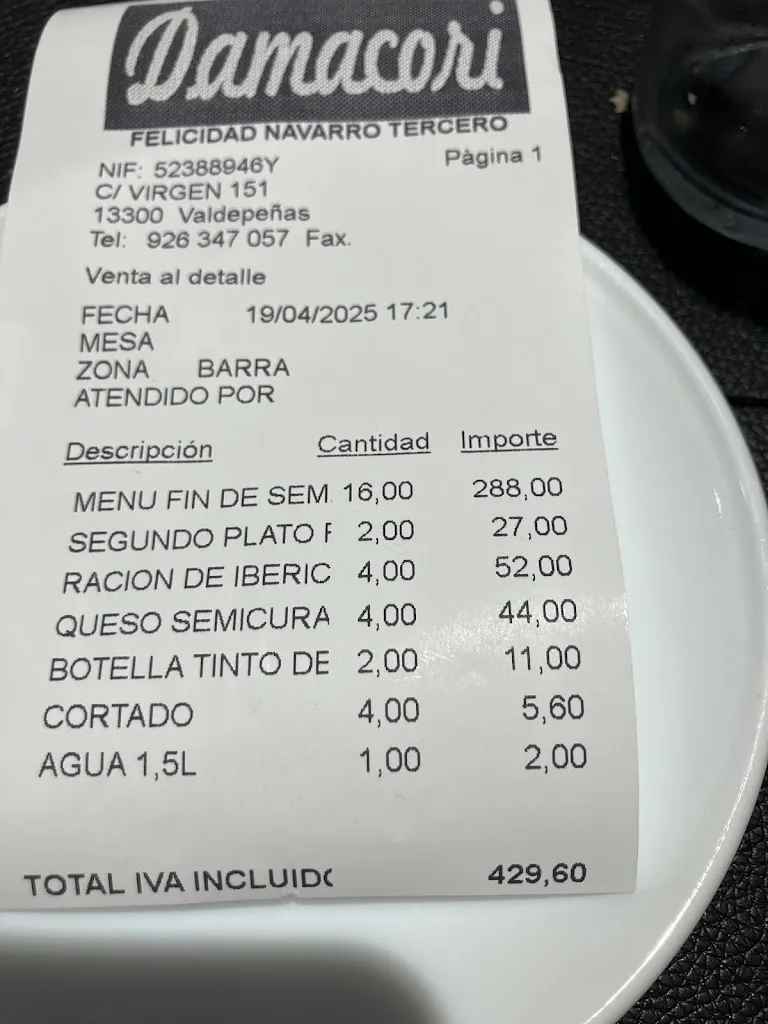 Damacori
FELICIDAD NAVARRO TERCERO
NIF: 52388946Y Pàgina 1
C/ VIRGEN 151
13300 Valdepeñas
Tel: 926 347 057 Fax.
Venta al detalle
FECHA 19/04/2025 17:21
MESA
ZONA BARRA
ATENDIDO POR
Descripción Cantidad Importe
MENU FIN DE SEM 16,00 288,00
SEGUNDO PLATO 2,00 27,00
RACION DE IBERIC 4,00 52,00
QUESO SEMICURA 4,00 44,00
BOTELLA TINTO DE 2,00 11,00
CORTADO 4,00 5,60
AGUA 1,5L 1,00 2,00
TOTAL IVA INCLUIDO 429,60